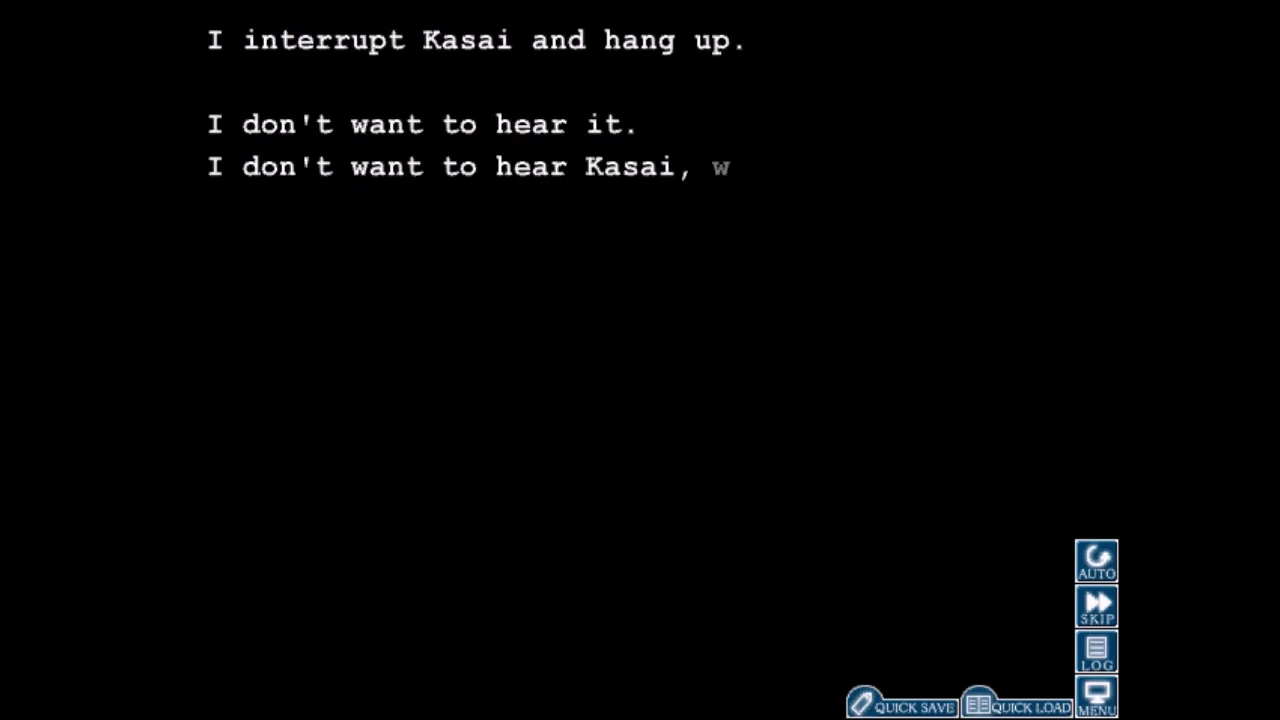 I interrupt Kasai and hang up.
I don't want to hear it.
I don't want to hear Kasai, w
AUTO
SKIP
LOG
QUICK SAVE
QUICK LOAD
MENU